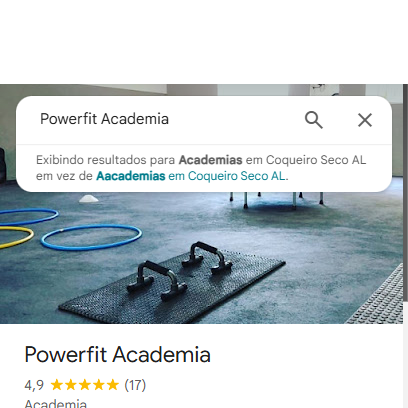 Powerfit Academia
Exibindo resultados para Academias em Coqueiro Seco AL
em vez de Aacademias em Coqueiro Seco AL.
Powerfit Academia
4,9 ★★★★★ (17)
Academia